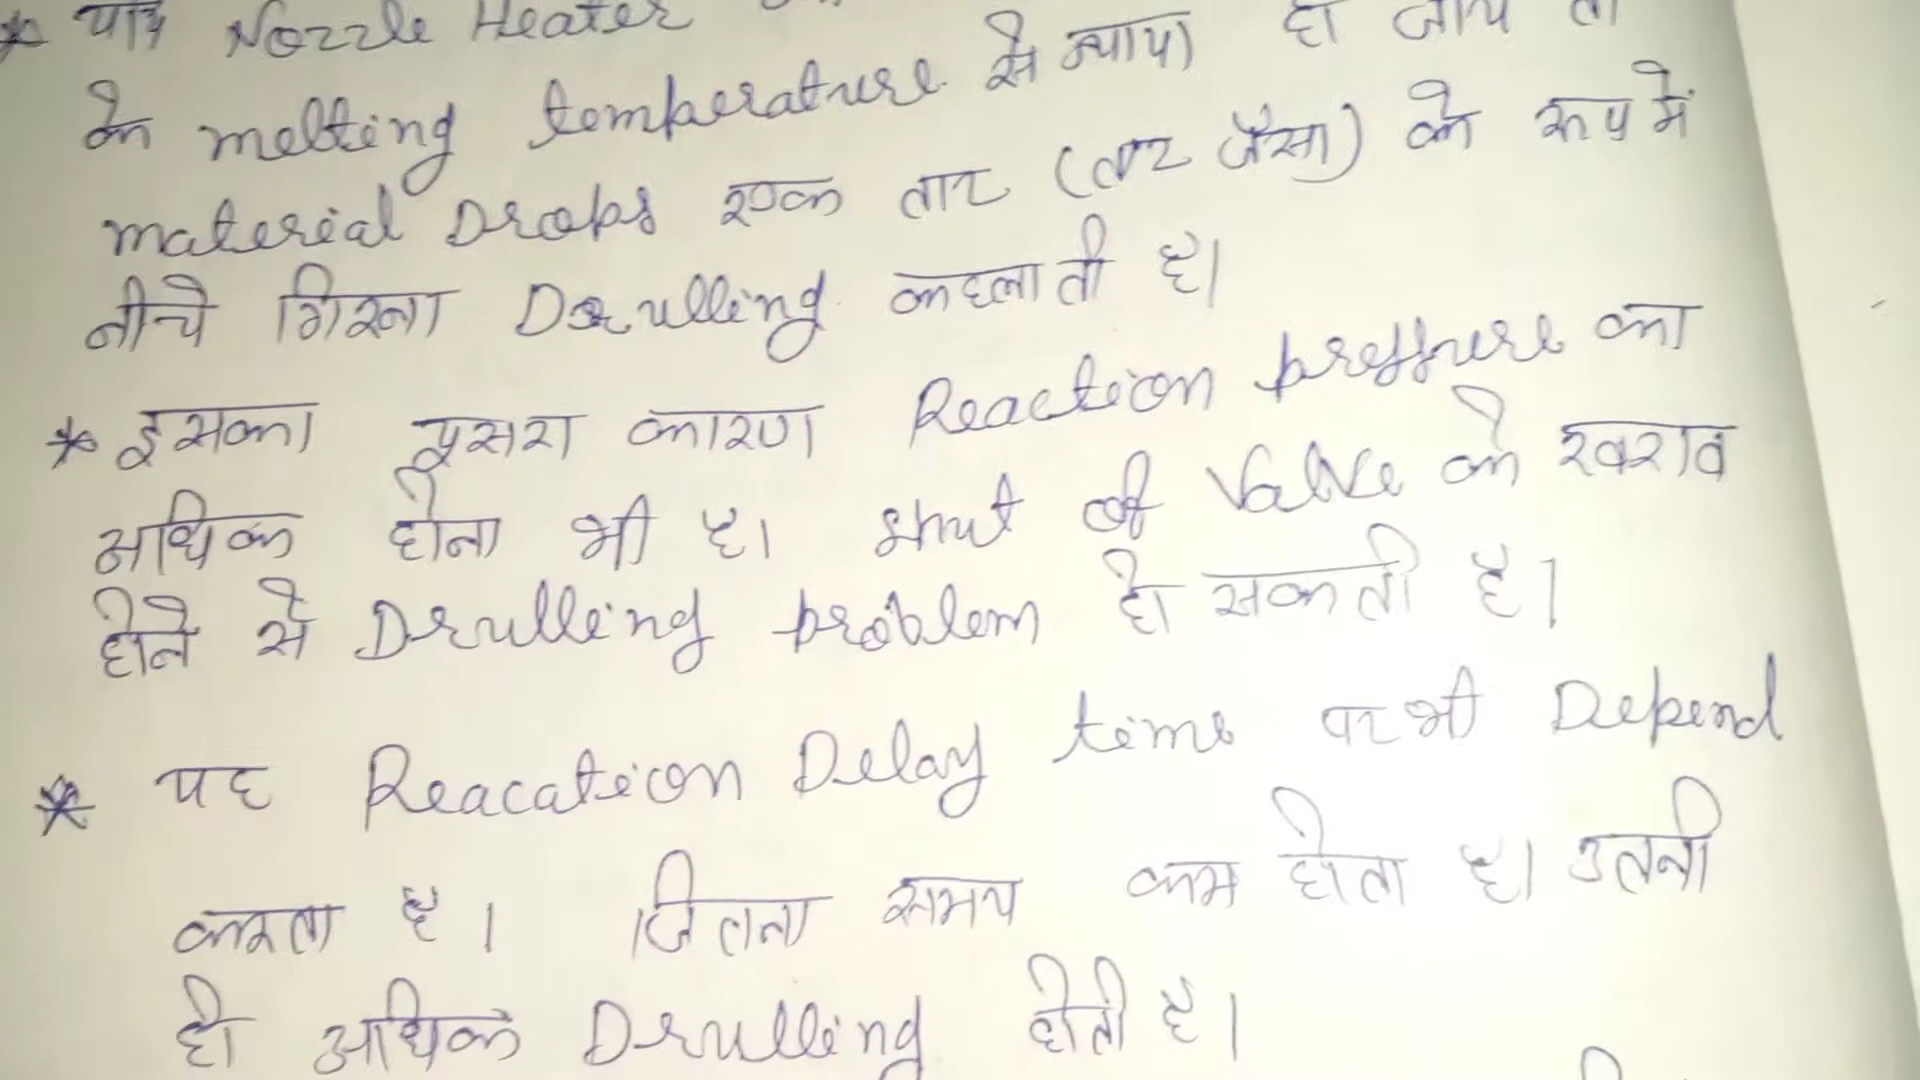 * यदि Nozzle Heater
के melting temperature से ज्यादा हो जाय तो
material Drops एक तार (तार जैसा) के रूप में
नीचे गिरना Drulling कहलाती है।
* इसका दूसरा कारण Reaction pressure का
अधिक होना भी है। shut of Valve के खराब
होने से Drulling problem हो सकती है।
* यह Reacation Delay time पर भी Depend
करता है। जितना समय कम होता है। उतनी
ही अधिक Drulling होती है।